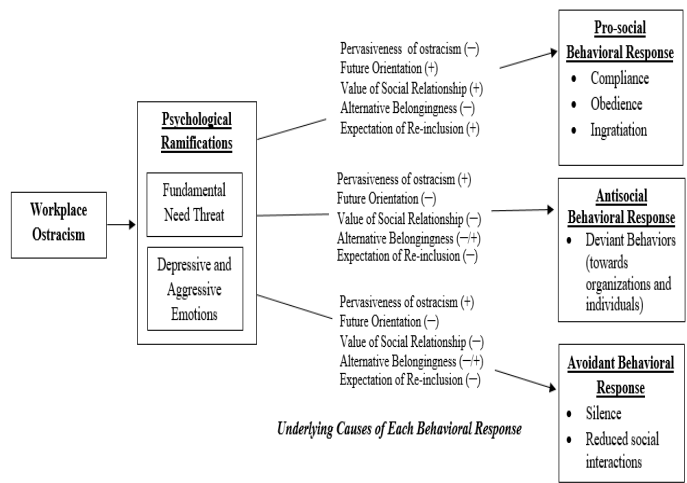 Workplace
Ostracism
Psychological
Ramifications
Fundamental
Need Threat
Depressive and
Aggressive
Emotions
Pervasiveness of ostracism (—)
Future Orientation (+)
Value of Social Relationship (+)
Alternative Belongingness (—)
Expectation of Re-inclusion (+)
Pervasiveness of ostracism (+)
Future Orientation (—)
Value of Social Relationship (—)
Alternative Belongingness (—/+)
Expectation of Re-inclusion (—)
Pervasiveness of ostracism (+)
Future Orientation (—)
Value of Social Relationship (—)
Alternative Belongingness (—/+)
Expectation of Re-inclusion (—)
Underlying Causes of Each Behavioral Response
Pro-social
Behavioral Response
• Compliance
• Obedience
• Ingratiation
Antisocial
Behavioral Response
• Deviant Behaviors
(towards
organizations and
individuals)
Avoidant Behavioral
Response
• Silence
• Reduced social
interactions